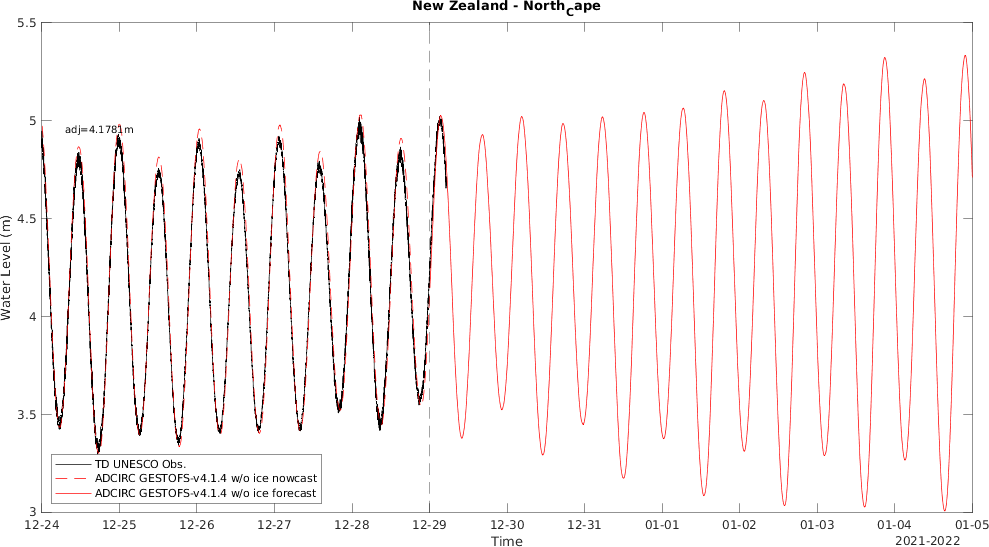 New Zealand - NorthCape
5.5
5
4.5
4
3.5
3
Water Level (m)
adj=4.1781m
TD UNESCO Obs.
ADCIRC GESTOFS-v4.1.4 w/o ice nowcast
ADCIRC GESTOFS-v4.1.4 w/o ice forecast
12-24 12-25 12-26 12-27 12-28 12-29 12-30 12-31 01-01 01-02 01-03 01-04 01-05
Time
2021-2022